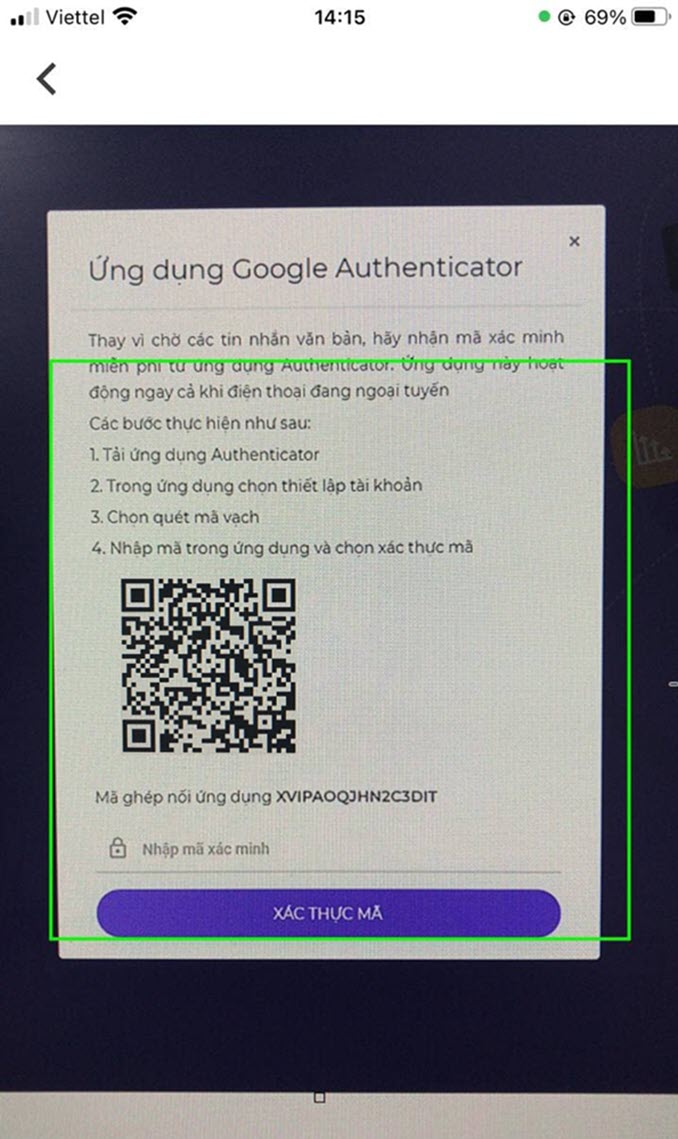 Viettel 14:15 69%
Ứng dụng Google Authenticator
Thay vì chờ các tin nhắn văn bản, hãy nhận mã xác minh
miễn phí từ ứng dụng Authenticator. Ứng dụng này hoạt
động ngay cả khi điện thoại đang ngoại tuyến
Các bước thực hiện như sau:
1. Tải ứng dụng Authenticator
2. Trong ứng dụng chọn thiết lập tài khoản
3. Chọn quét mã vạch
4. Nhập mã trong ứng dụng và chọn xác thực mã
Mã ghép nối ứng dụng XVIPAOQJHN2C3DIT
Nhập mã xác minh
XÁC THỰC MÃ